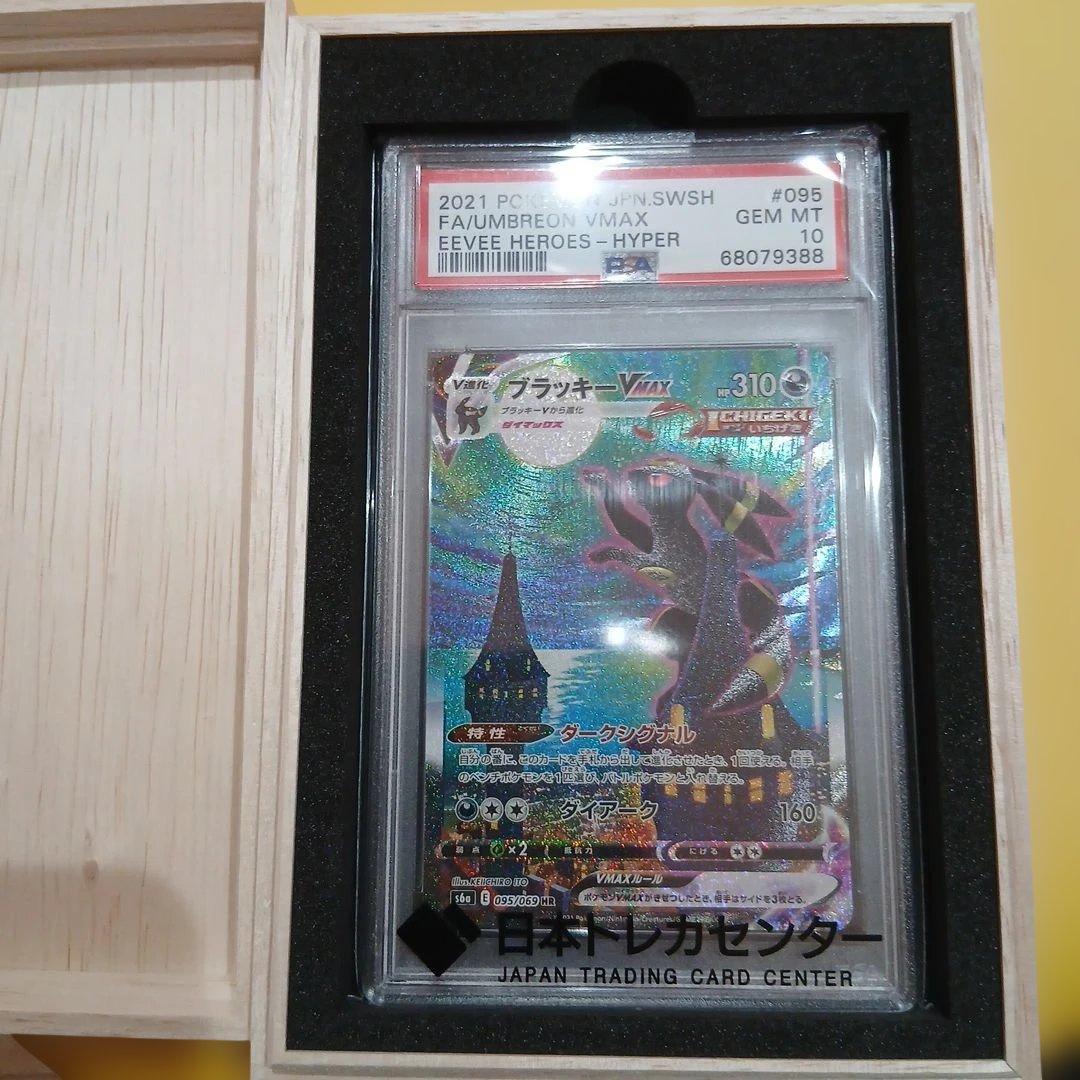 2021 POKEMON JPN.SWSH #095
FA/UMBREON VMAX GEM MT
EEVEE HEROES - HYPER 10
PSA 68079388
V進化 ブラッキーVMAX HP310
ブラッキーVから進化
ダイマックス
ICHIGEKI
いちげき
特性 ダークシグナル
自分の番に、このカードを手札から出して進化させたとき、1回使える。相手
のベンチポケモンを1匹選び、バトルポケモンと入れ替える。
ダイアーク 160
弱点 ×2 抵抗力 にげる
illus. KEIICHIRO ITO
VMAXルール
ポケモンVMAXがきぜつしたとき、相手はサイドを3枚とる。
s6a E 095/069 HR
日本トレカセンター
JAPAN TRADING CARD CENTER